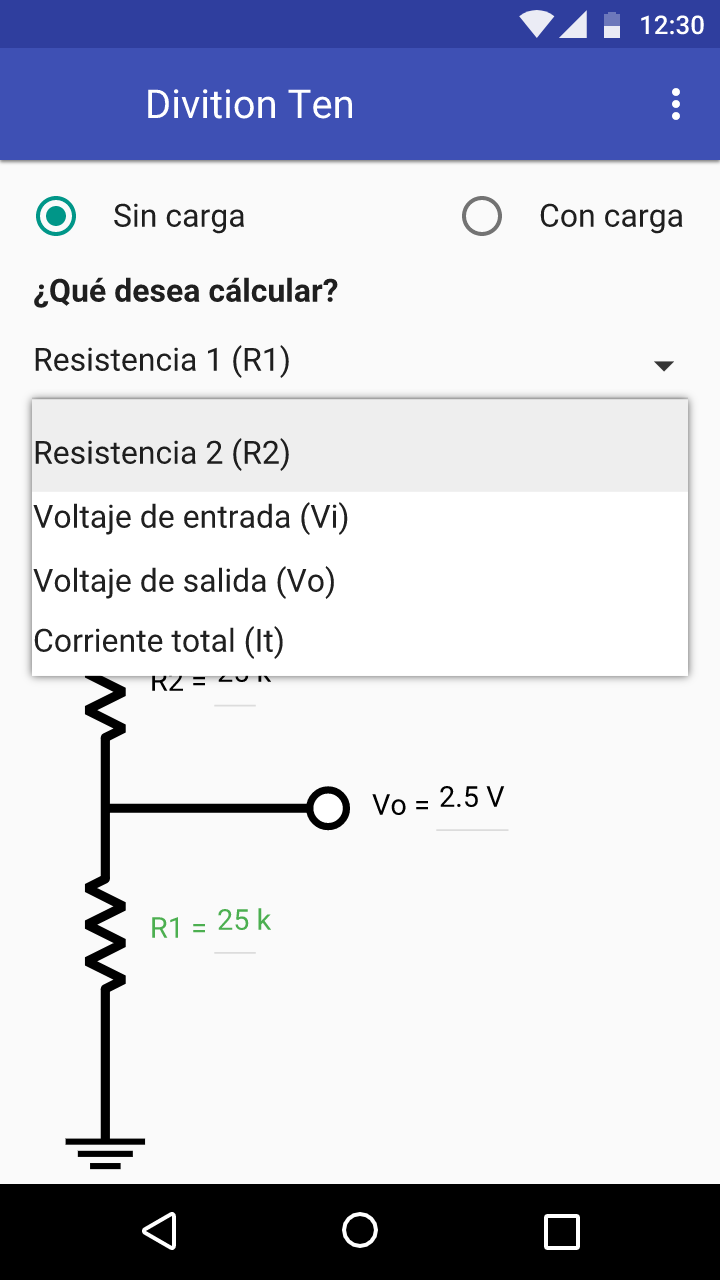 12:30
Divition Ten
Sin carga
Con carga
¿Qué desea cálcular?
Resistencia 1 (R1)
Resistencia 2 (R2)
Voltaje de entrada (Vi)
Voltaje de salida (Vo)
Corriente total (It)
R2 =
Vo = 2.5 V
R1 = 25 k